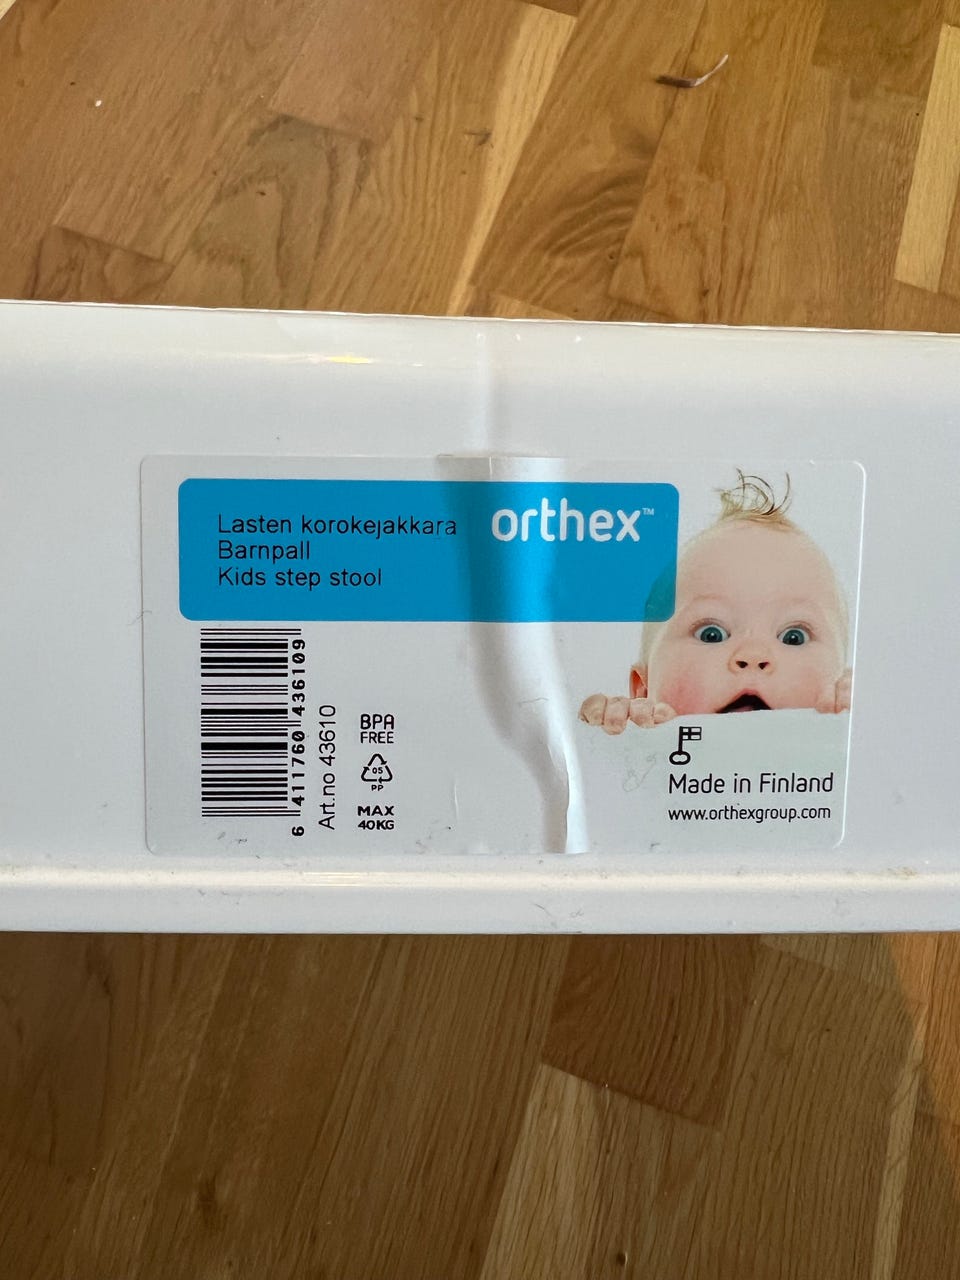 Lasten korokejakkara
Barnpall
Kids step stool
orthex™
6 411760 436109
Art.no 43610
BPA
FREE
05
PP
MAX
40KG
Made in Finland
www.orthexgroup.com